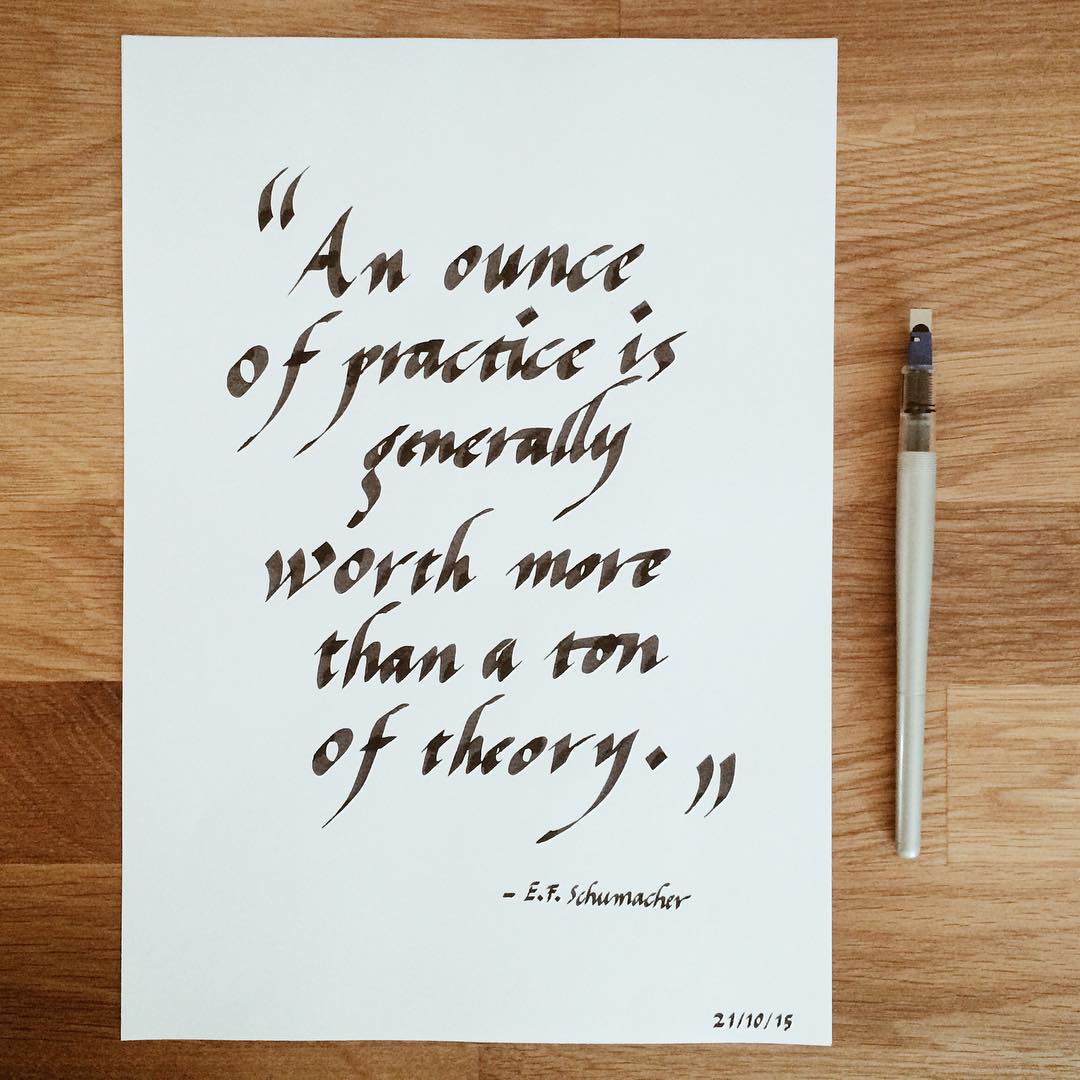 “An ounce
of practice is
generally
worth more
than a ton
of theory.”
- E.F. Schumacher
21/10/15